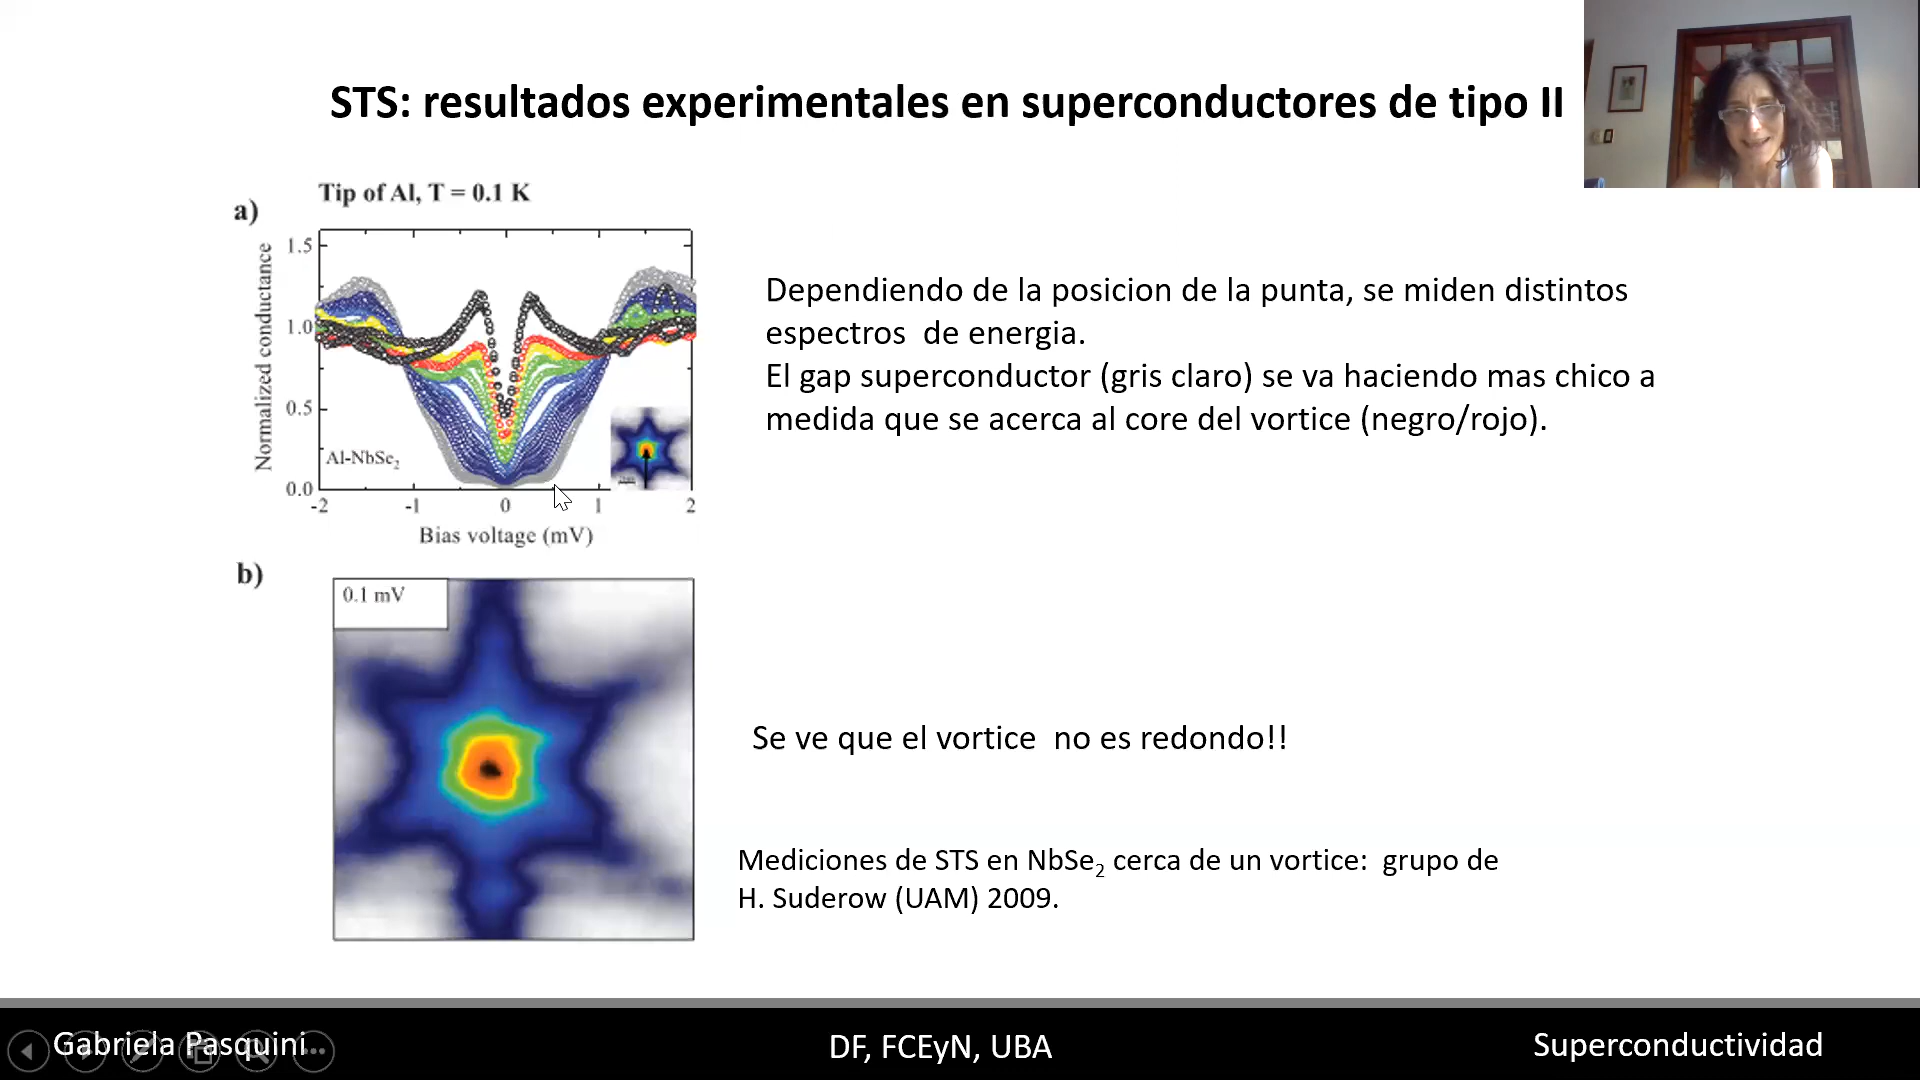 STS: resultados experimentales en superconductores de tipo II
Tip of Al, T = 0.1 K
a)
Normalized conductance
1.5
1.0
0.5
0.0
Al-NbSe₂
-2 -1 0 1 2
Bias voltage (mV)
Dependiendo de la posicion de la punta, se miden distintos
espectros de energia.
El gap superconductor (gris claro) se va haciendo mas chico a
medida que se acerca al core del vortice (negro/rojo).
b)
0.1 mV
Se ve que el vortice no es redondo!!
Mediciones de STS en NbSe₂ cerca de un vortice: grupo de
H. Suderow (UAM) 2009.
Gabriela Pasquini
DF, FCEyN, UBA
Superconductividad